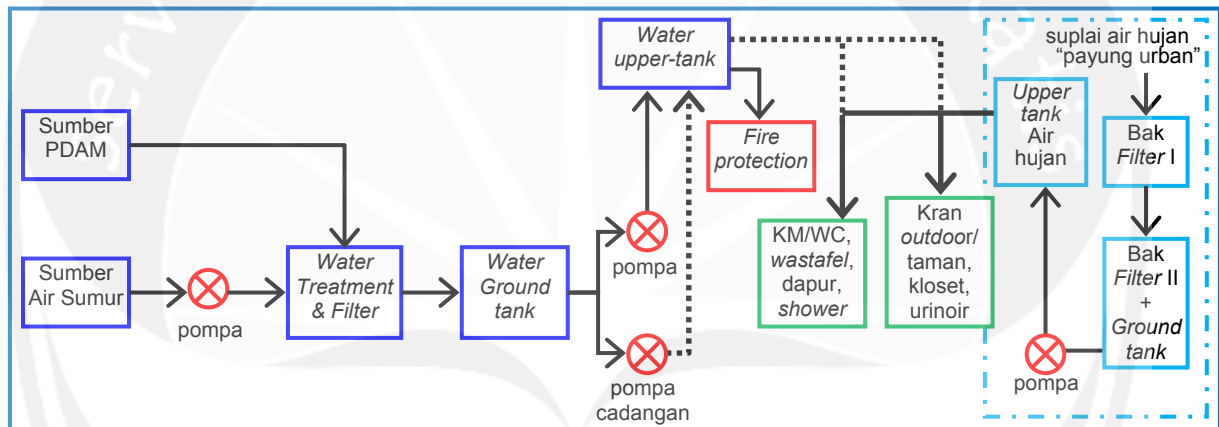 Sumber
PDAM
Sumber
Air Sumur
pompa
Water
Treatment
& Filter
Water
Ground
tank
pompa
pompa
cadangan
Water
upper-tank
Fire
protection
KM/WC,
wastafel,
dapur,
shower
Kran
outdoor/
taman,
kloset,
urinoir
suplai air hujan
“payung urban”
Upper
tank
Air
hujan
Bak
Filter I
Bak
Filter II
+
Ground
tank
pompa